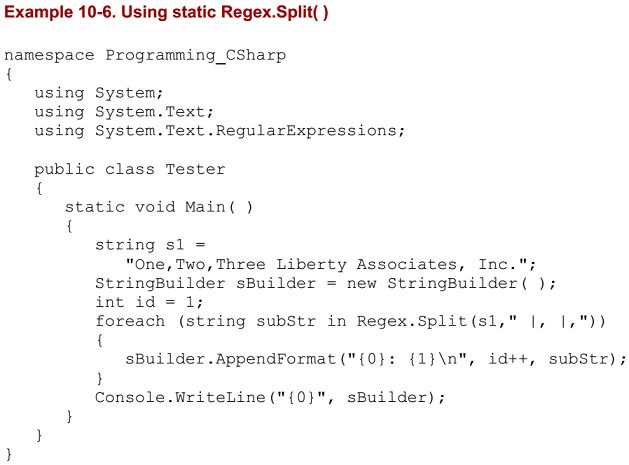 Example 10-6. Using static Regex.Split( )
namespace Programming_CSharp
{
   using System;
   using System.Text;
   using System.Text.RegularExpressions;
   public class Tester
   {
      static void Main( )
      {
         string s1 =
            "One,Two,Three Liberty Associates, Inc.";
         StringBuilder sBuilder = new StringBuilder( );
         int id = 1;
         foreach (string subStr in Regex.Split(s1," |, |,"))
         {
            sBuilder.AppendFormat("{0}: {1}\n", id++, subStr);
         }
         Console.WriteLine("{0}", sBuilder);
      }
   }
}